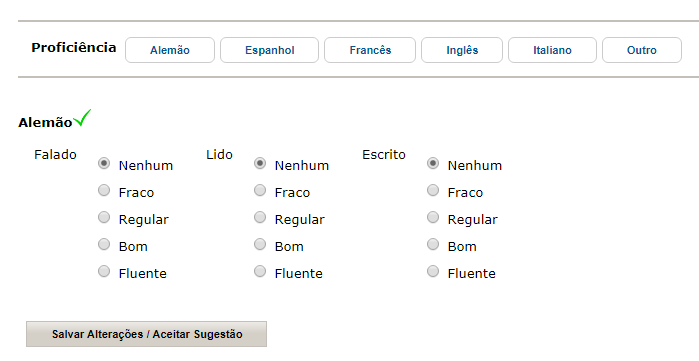 Proficiência Alemão Espanhol Francês Inglês Italiano Outro
Alemão
Falado Nenhum Lido Nenhum Escrito Nenhum
Fraco Fraco Fraco
Regular Regular Regular
Bom Bom Bom
Fluente Fluente Fluente
Salvar Alterações / Aceitar Sugestão